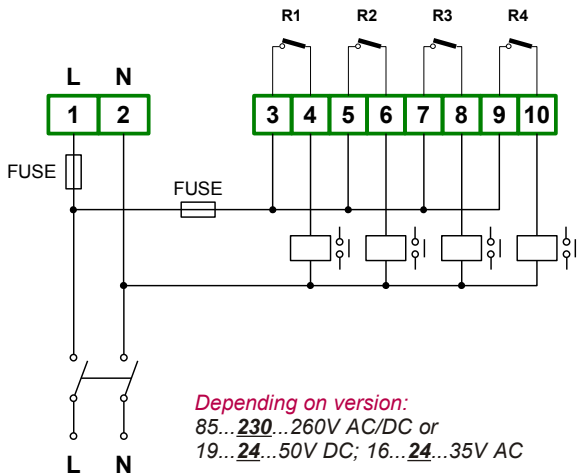 R1 R2 R3 R4
L N
1 2 3 4 5 6 7 8 9 10
FUSE
FUSE
Depending on version:
85...230...260V AC/DC or
19...24...50V DC; 16...24...35V AC
L N